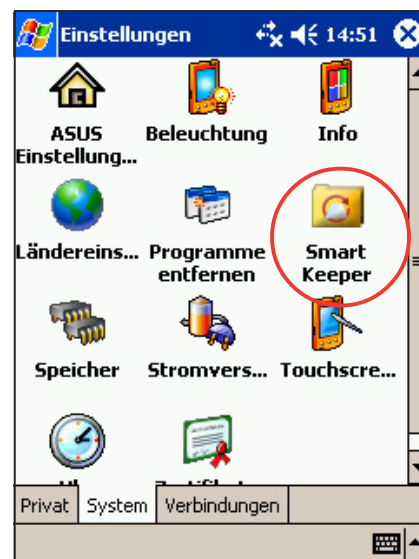 Einstellungen 14:51
ASUS Einstellung...
Beleuchtung
Info
Ländereins...
Programme entfernen
Smart Keeper
Speicher
Stromvers...
Touchscre...
Privat System Verbindungen